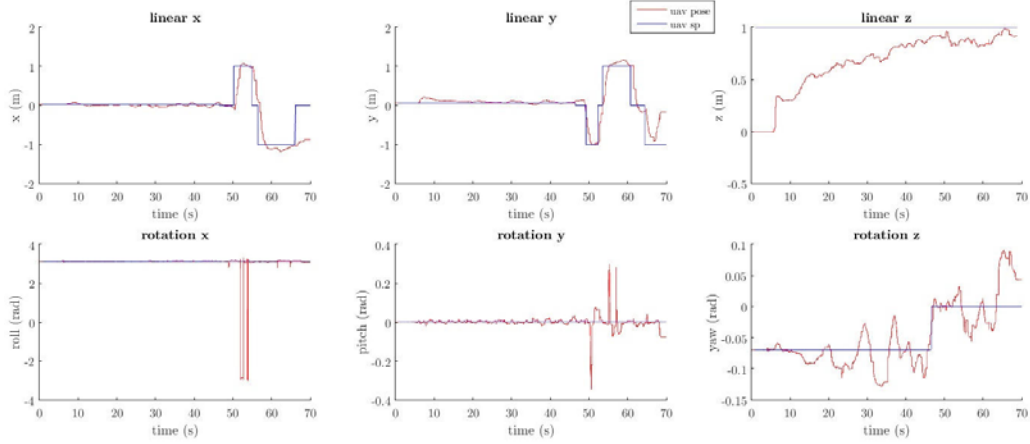 linear x
2
1
0
-1
-2
x (m)
0 10 20 30 40 50 60 70
time (s)
linear y
2
1
0
-1
-2
y (m)
0 10 20 30 40 50 60 70
time (s)
uav pose
uav sp
linear z
1
0.5
0
-0.5
z (m)
0 10 20 30 40 50 60 70
time (s)
rotation x
4
2
0
-2
-4
roll (rad)
0 10 20 30 40 50 60 70
time (s)
rotation y
0.4
0.2
0
-0.2
-0.4
pitch (rad)
0 10 20 30 40 50 60 70
time (s)
rotation z
0.1
0.05
0
-0.05
-0.1
-0.15
yaw (rad)
0 10 20 30 40 50 60 70
time (s)